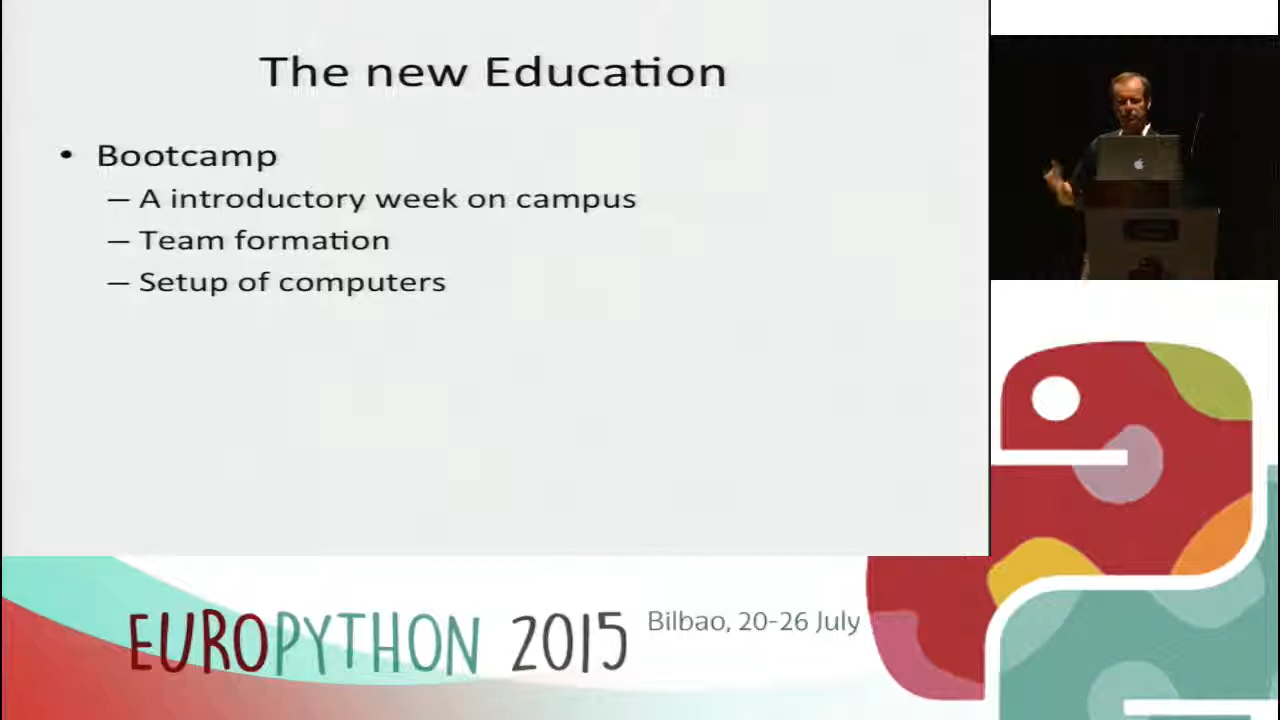 The new Education
• Bootcamp
– A introductory week on campus
– Team formation
– Setup of computers
EUROPYTHON 2015 Bilbao, 20-26 July